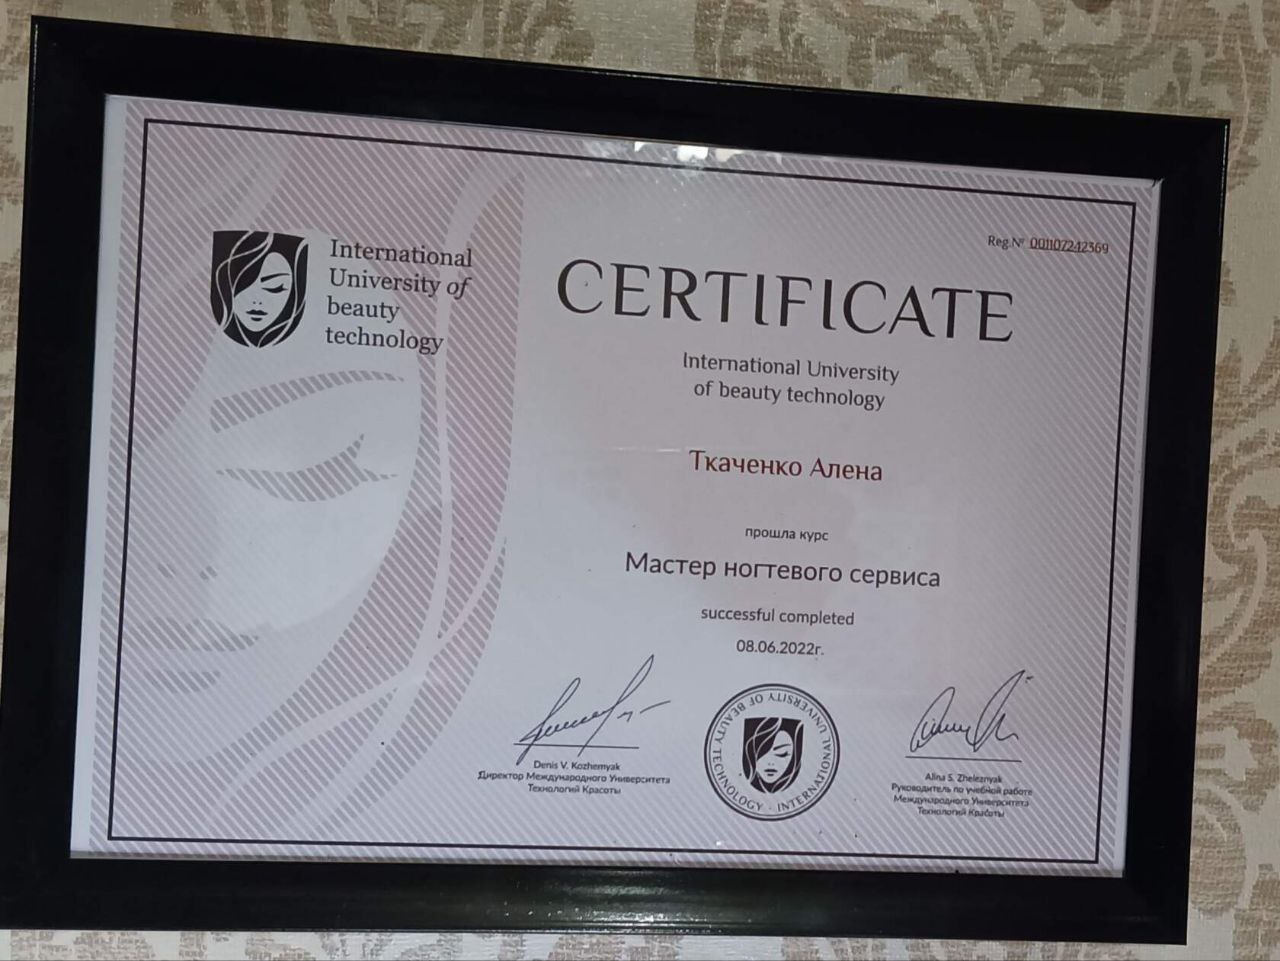 International
University of
beauty
technology
Reg.№ 001107242369
CERTIFICATE
International University
of beauty technology
Ткаченко Алена
прошла курс
Мастер ногтевого сервиса
successful completed
08.06.2022г.
Denis V. Kozhemyak
Директор Международного Университета
Технологий Красоты
INTERNATIONAL UNIVERSITY OF BEAUTY TECHNOLOGY
Alina S. Zheleznyak
Руководитель по учебной работе
Международного Университета
Технологий Красоты